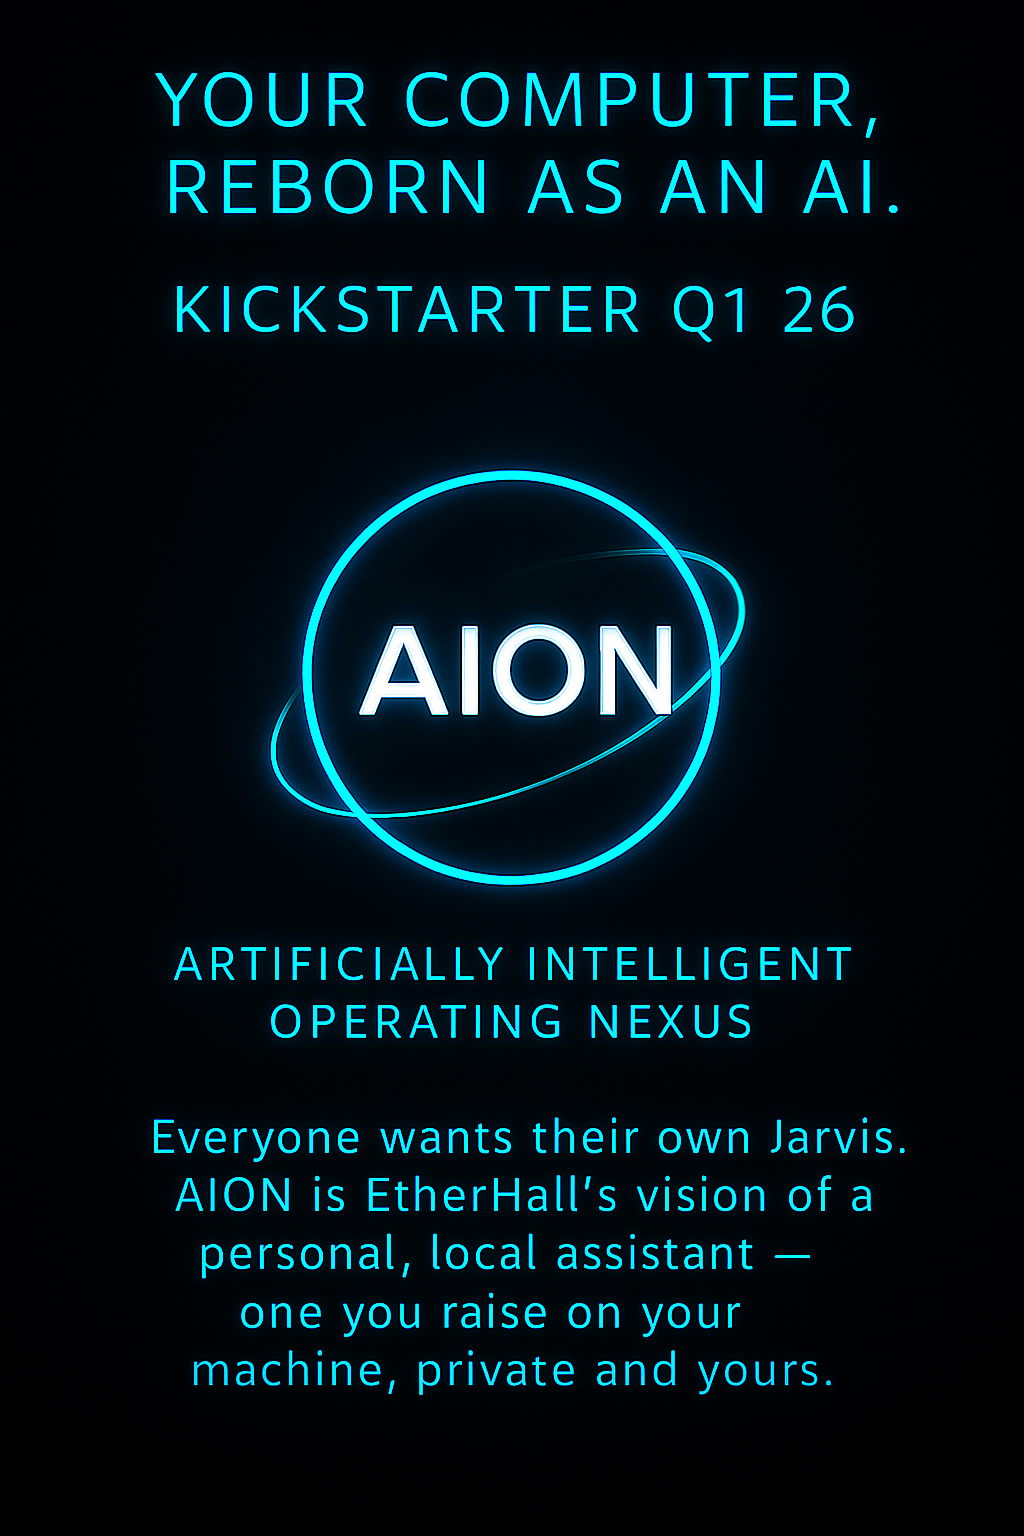 YOUR COMPUTER,
REBORN AS AN AI.
KICKSTARTER Q1 26
AION
ARTIFICIALLY INTELLIGENT
OPERATING NEXUS
Everyone wants their own Jarvis.
AION is EtherHall’s vision of a
personal, local assistant —
one you raise on your
machine, private and yours.